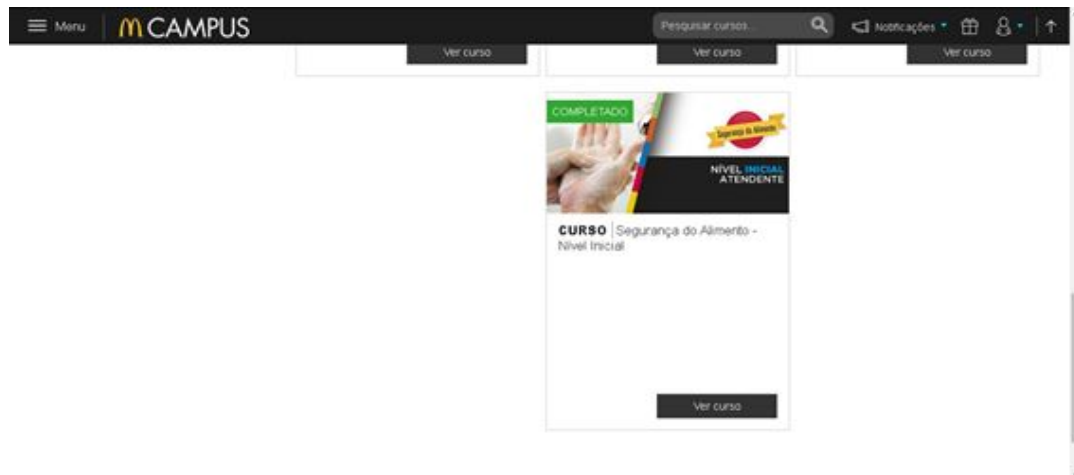 Menu
CAMPUS
Pesquisar cursos...
Notificações
Ver curso
Ver curso
Ver curso
COMPLETADO
Segurança do Alimento
NÍVEL INICIAL
ATENDENTE
CURSO Segurança do Alimento -
Nível Inicial
Ver curso